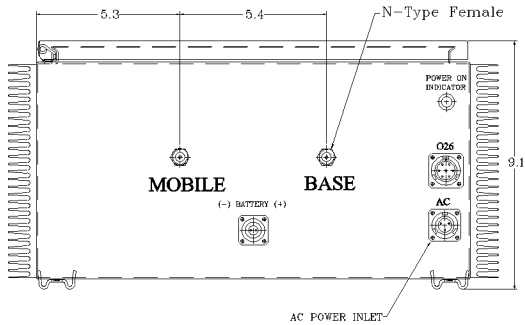 5.3
5.4
N-Type Female
POWER ON
INDICATOR
O26
9.1
MOBILE
BASE
(-) BATTERY (+)
AC
AC POWER INLET